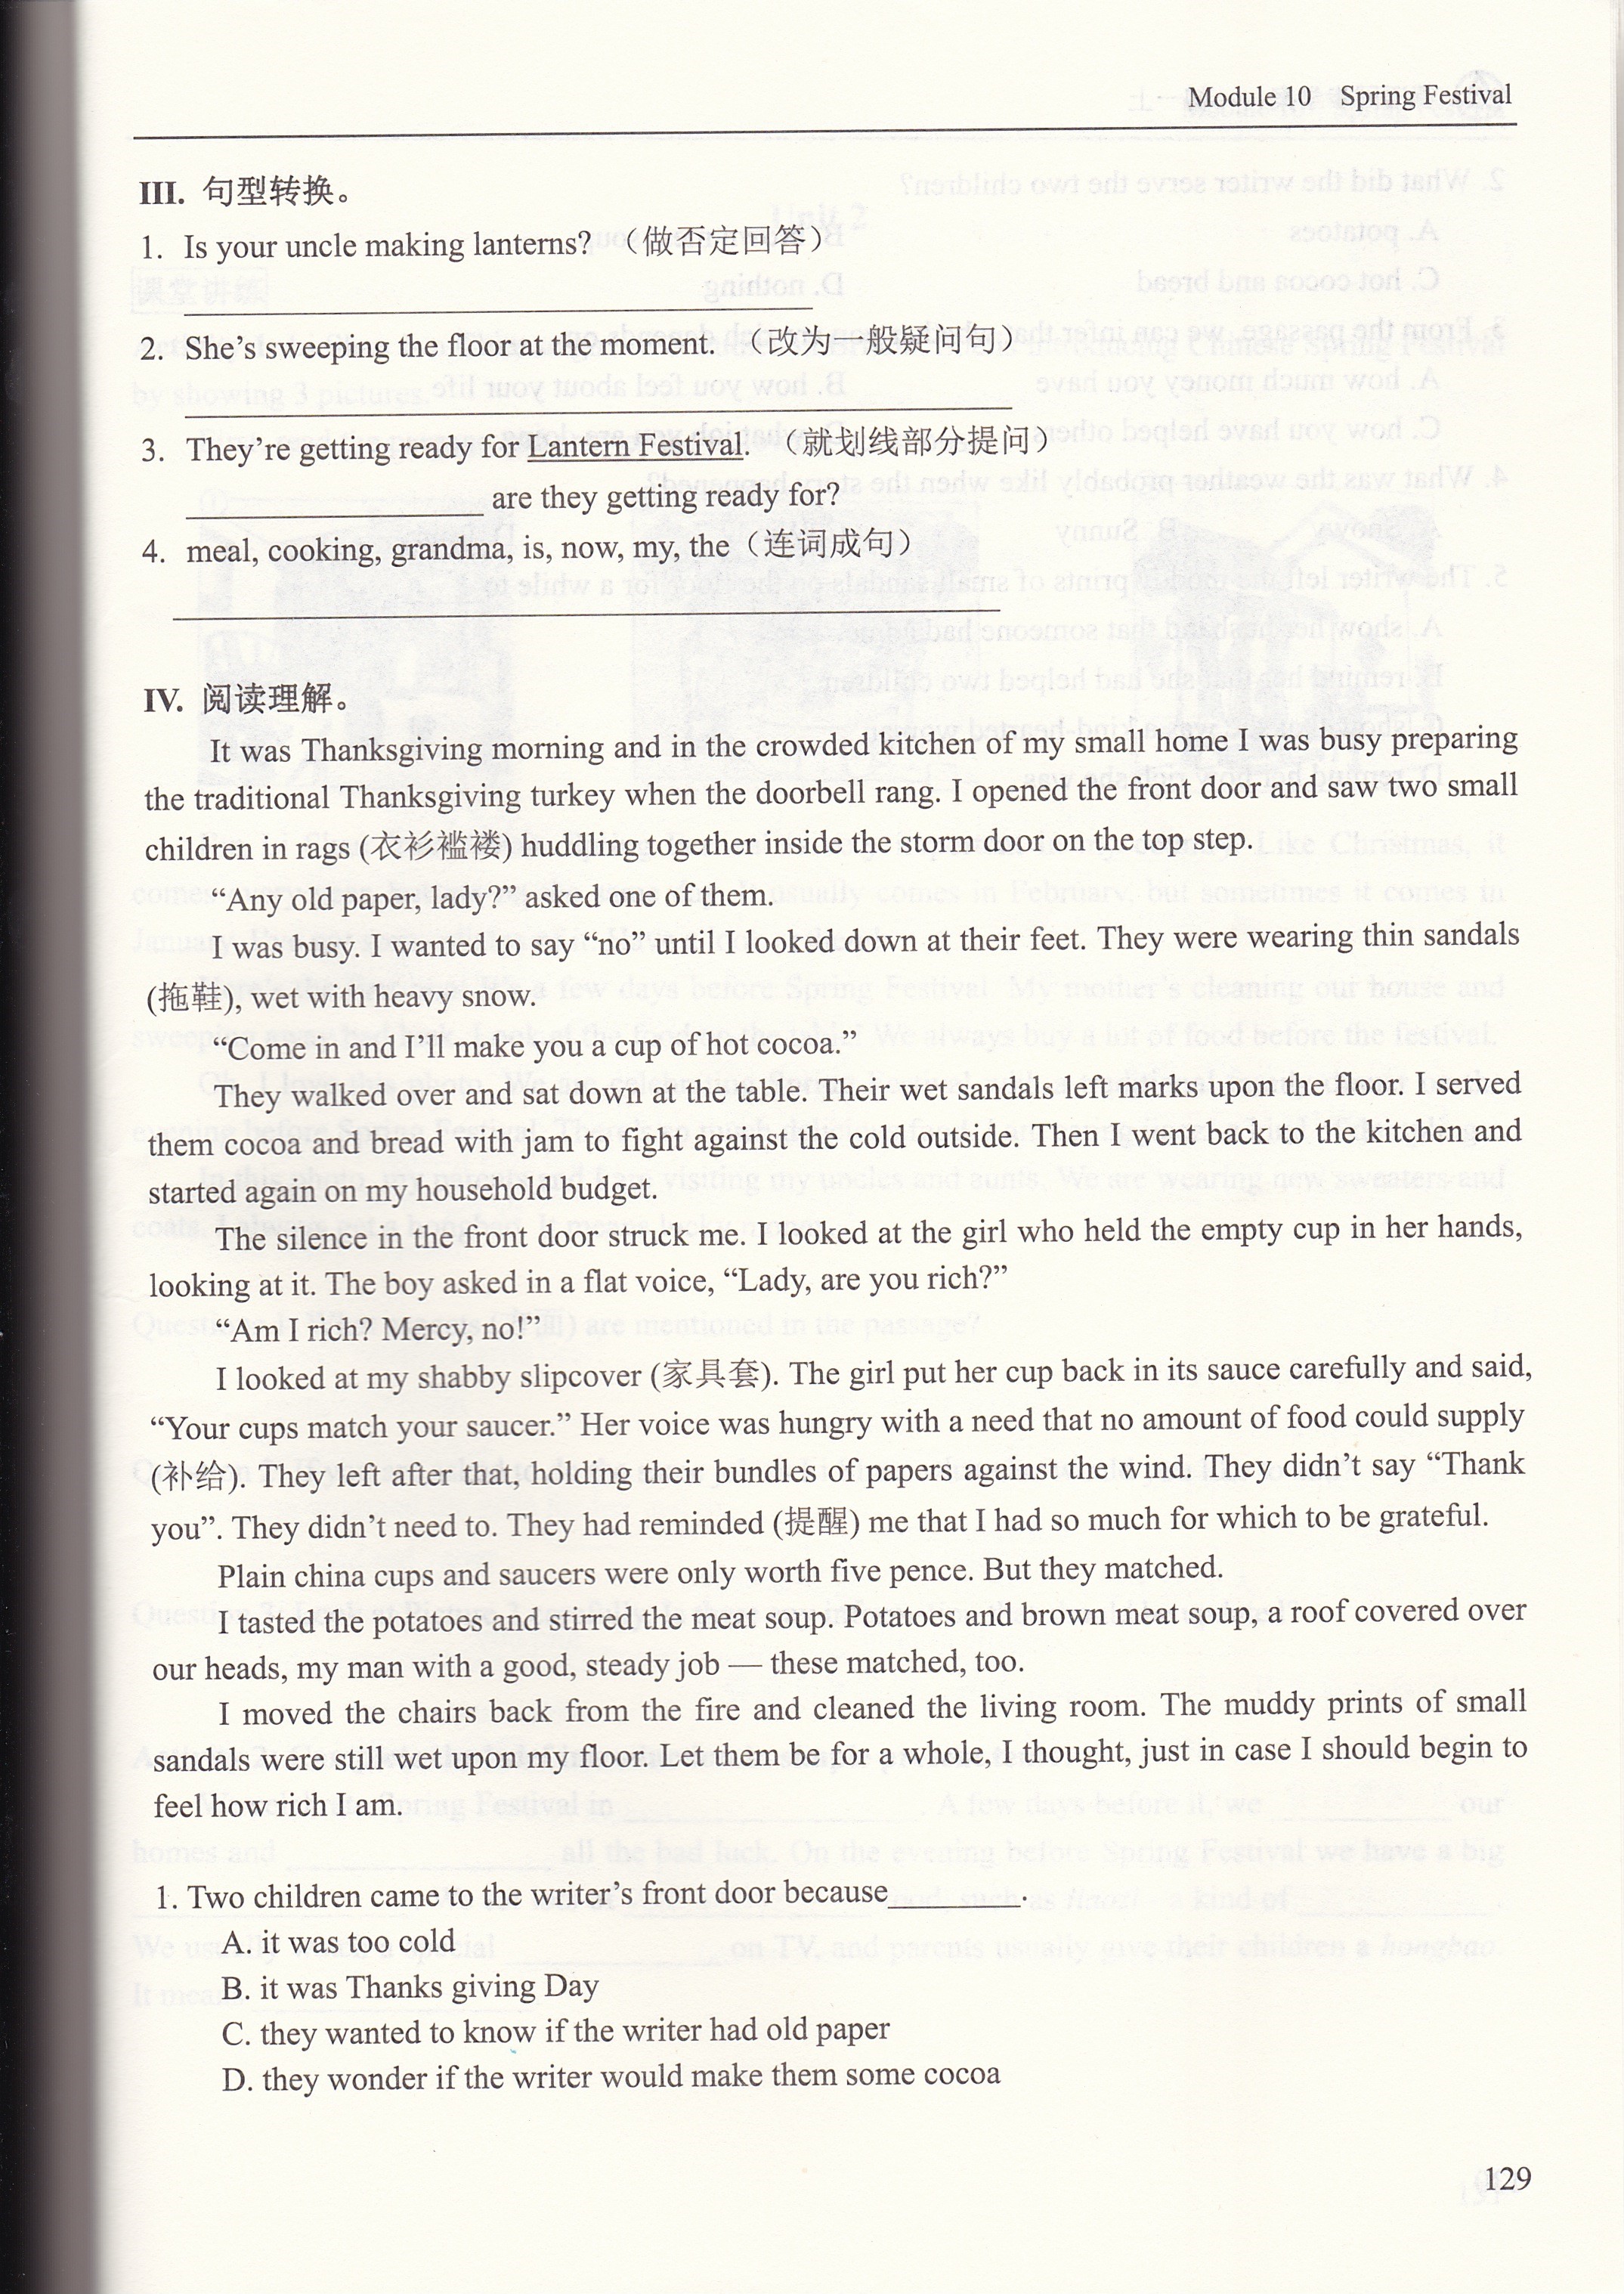 Module 10 Spring Festival
III. 句型转换。
1. Is your uncle making lanterns? （做否定回答）
2. She's sweeping the floor at the moment. （改为一般疑问句）
3. They're getting ready for Lantern Festival. （就划线部分提问）
________________ are they getting ready for?
4. meal, cooking, grandma, is, now, my, the（连词成句）
IV. 阅读理解。
It was Thanksgiving morning and in the crowded kitchen of my small home I was busy preparing
the traditional Thanksgiving turkey when the doorbell rang. I opened the front door and saw two small
children in rags (衣衫褴褛) huddling together inside the storm door on the top step.
“Any old paper, lady?” asked one of them.
I was busy. I wanted to say “no” until I looked down at their feet. They were wearing thin sandals
(拖鞋), wet with heavy snow.
“Come in and I'll make you a cup of hot cocoa.”
They walked over and sat down at the table. Their wet sandals left marks upon the floor. I served
them cocoa and bread with jam to fight against the cold outside. Then I went back to the kitchen and
started again on my household budget.
The silence in the front door struck me. I looked at the girl who held the empty cup in her hands,
looking at it. The boy asked in a flat voice, “Lady, are you rich?”
“Am I rich? Mercy, no!”
I looked at my shabby slipcover (家具套). The girl put her cup back in its sauce carefully and said,
“Your cups match your saucer.” Her voice was hungry with a need that no amount of food could supply
(补给). They left after that, holding their bundles of papers against the wind. They didn't say “Thank
you”. They didn't need to. They had reminded (提醒) me that I had so much for which to be grateful.
Plain china cups and saucers were only worth five pence. But they matched.
I tasted the potatoes and stirred the meat soup. Potatoes and brown meat soup, a roof covered over
our heads, my man with a good, steady job — these matched, too.
I moved the chairs back from the fire and cleaned the living room. The muddy prints of small
sandals were still wet upon my floor. Let them be for a whole, I thought, just in case I should begin to
feel how rich I am.
1. Two children came to the writer's front door because________.
A. it was too cold
B. it was Thanks giving Day
C. they wanted to know if the writer had old paper
D. they wonder if the writer would make them some cocoa
129